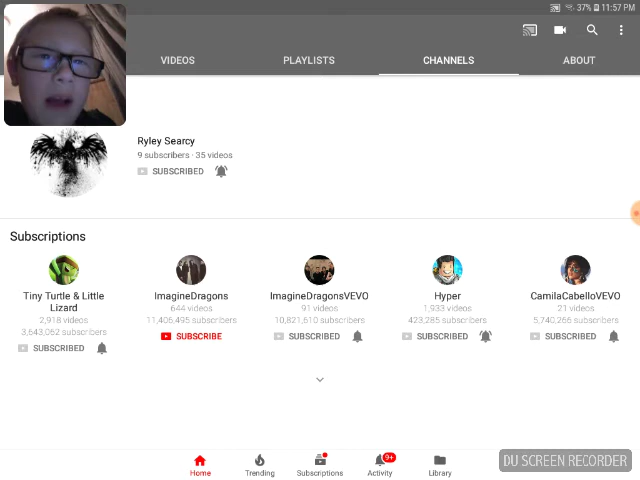 37% 11:57 PM
VIDEOS PLAYLISTS CHANNELS ABOUT
Ryley Searcy
9 subscribers · 35 videos
SUBSCRIBED
Subscriptions
Tiny Turtle & Little Lizard
2,918 videos
3,643,062 subscribers
SUBSCRIBED
ImagineDragons
644 videos
11,406,495 subscribers
SUBSCRIBE
ImagineDragonsVEVO
91 videos
10,821,610 subscribers
SUBSCRIBED
Hyper
1,933 videos
423,285 subscribers
SUBSCRIBED
CamilaCabelloVEVO
21 videos
5,740,266 subscribers
SUBSCRIBED
9+
Home Trending Subscriptions Activity Library
DU SCREEN RECORDER